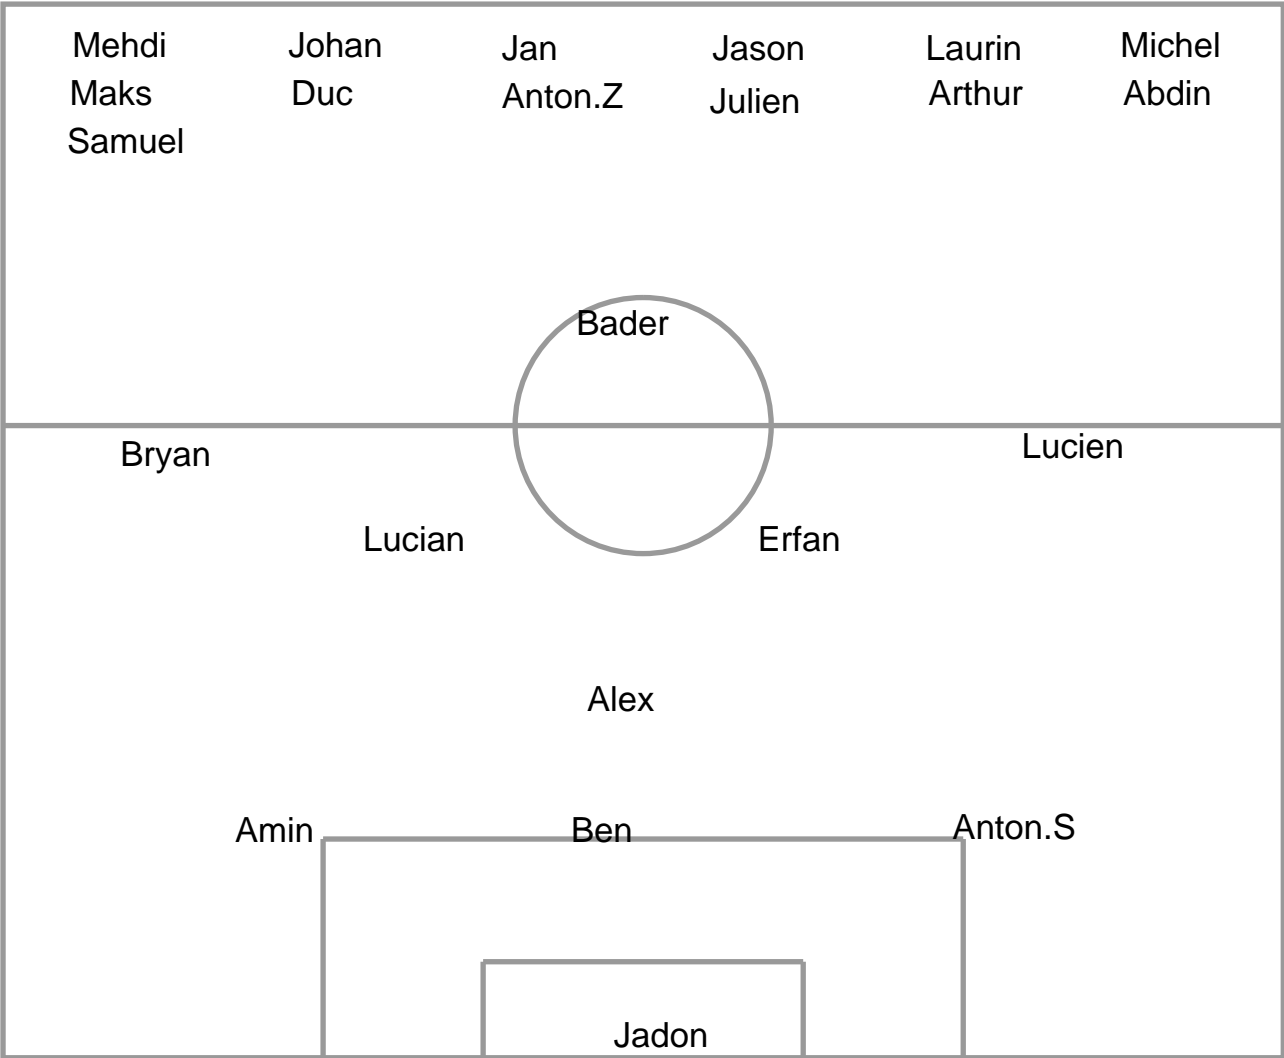 Mehdi Johan Jan Jason Laurin Michel
Maks Duc Anton.Z Julien Arthur Abdin
Samuel
Bader
Bryan Lucien
Lucian Erfan
Alex
Amin Ben Anton.S
Jadon